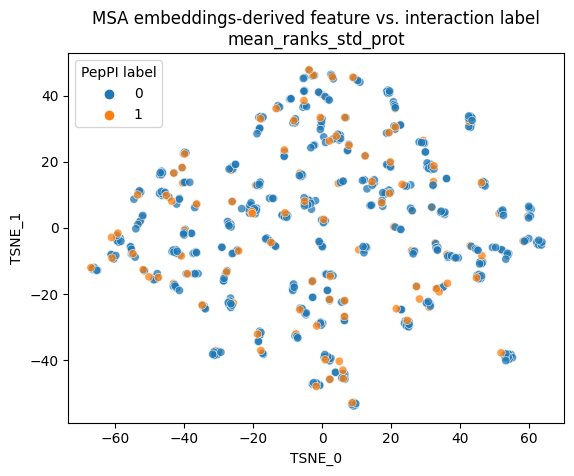 MSA embeddings-derived feature vs. interaction label
mean_ranks_std_prot
PepPI label
0
1
TSNE_1
40
20
0
−20
−40
−60 −40 −20 0 20 40 60
TSNE_0